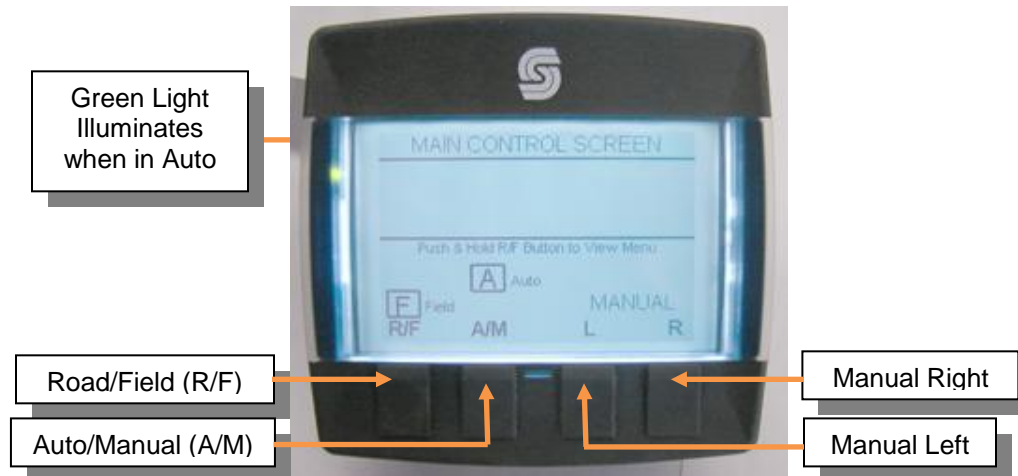 Green Light
Illuminates
when in Auto
MAIN CONTROL SCREEN
Push & Hold R/F Button to View Menu
A Auto
F Field
MANUAL
R/F A/M L R
Road/Field (R/F)
Manual Right
Auto/Manual (A/M)
Manual Left